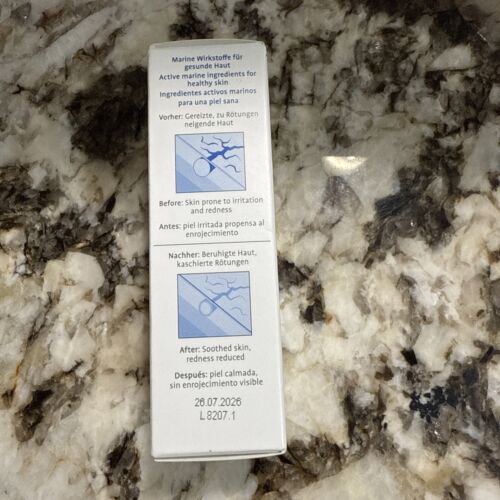 Marine Wirkstoffe für
gesunde Haut
Active marine ingredients for
healthy skin
Ingredientes activos marinos
para una piel sana
Vorher: Gereizte, zu Rötungen
neigende Haut
Before: Skin prone to irritation
and redness
Antes: piel irritada propensa al
enrojecimiento
Nachher: Beruhigte Haut,
kaschierte Rötungen
After: Soothed skin,
redness reduced
Después: piel calmada,
sin enrojecimiento visible
26.07.2026
L8207.1